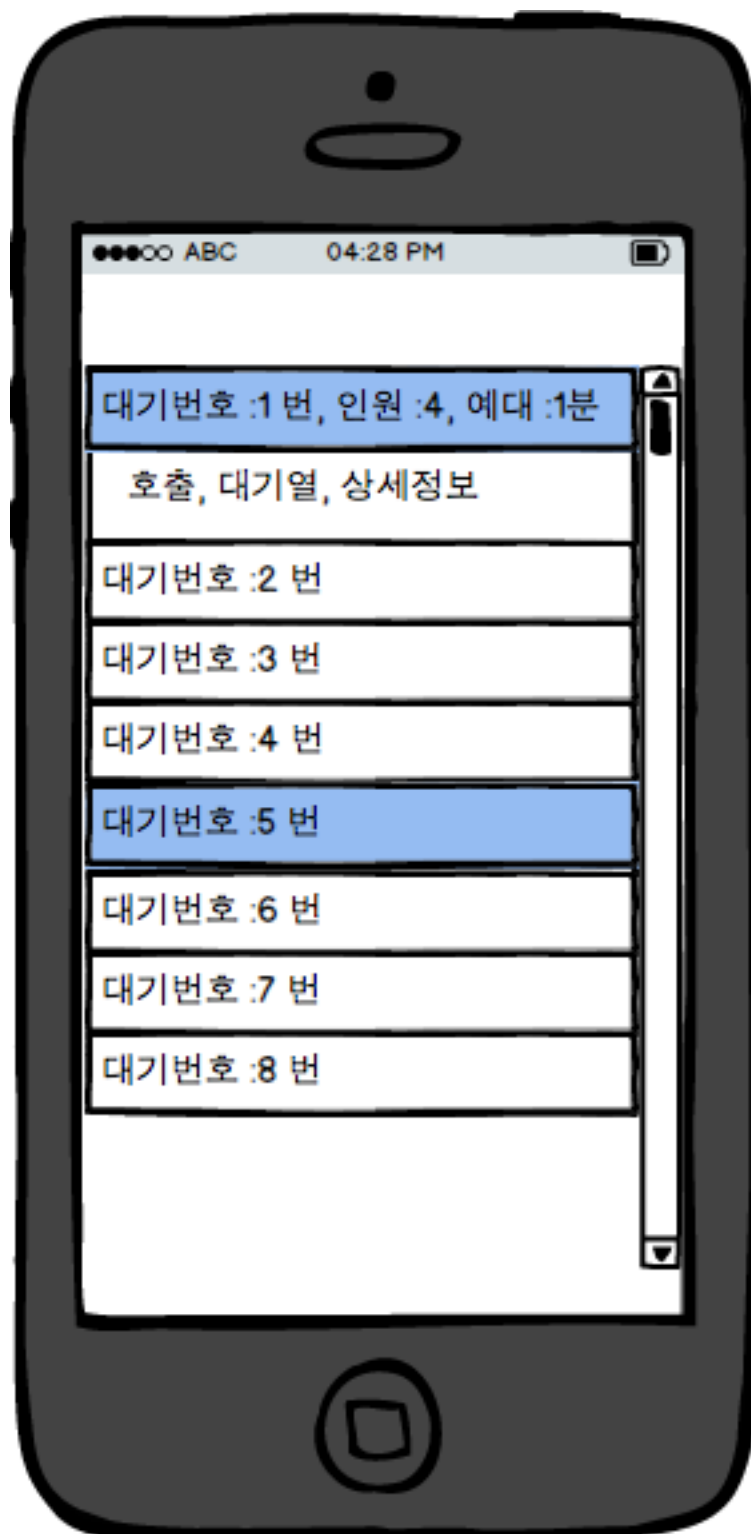 ABC 04:28 PM
대기번호 :1 번, 인원 :4, 예대 :1분
호출, 대기열, 상세정보
대기번호 :2 번
대기번호 :3 번
대기번호 :4 번
대기번호 :5 번
대기번호 :6 번
대기번호 :7 번
대기번호 :8 번